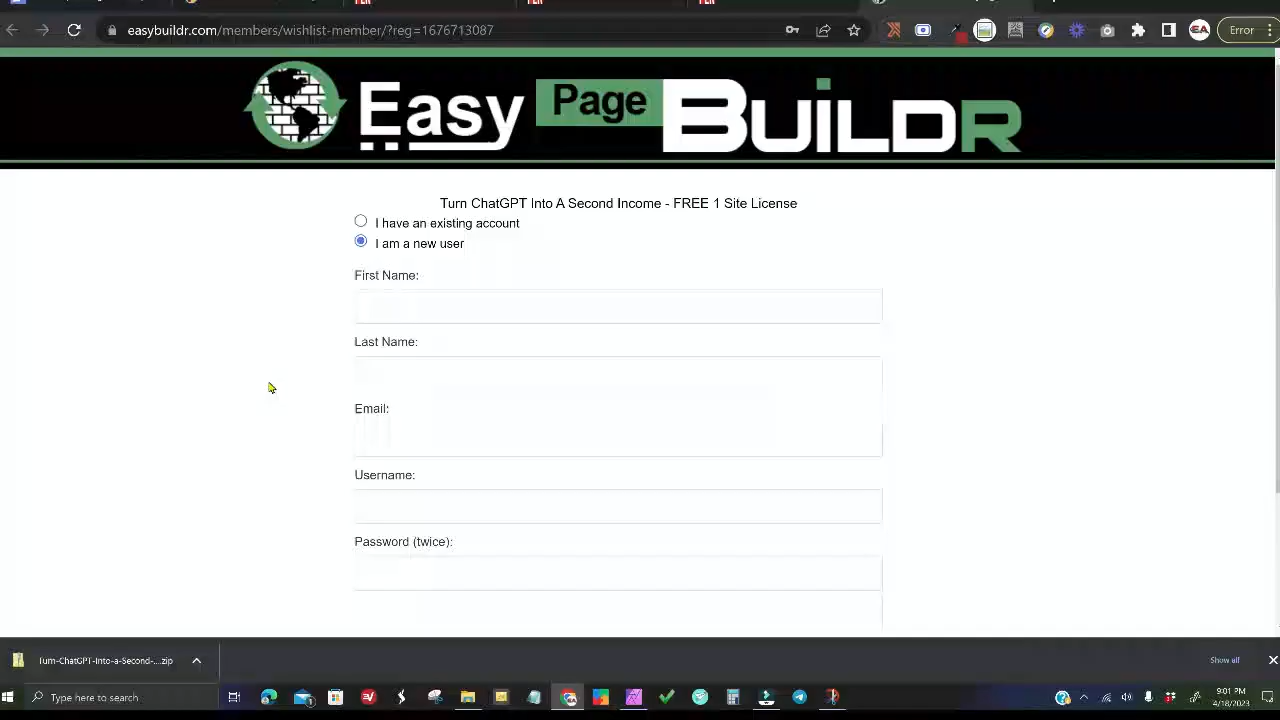 easybuildr.com/members/wishlist-member/?reg=1676713087
Error
Easy Page BUiLDR
Turn ChatGPT Into A Second Income - FREE 1 Site License
I have an existing account
I am a new user
First Name:
Last Name:
Email:
Username:
Password (twice):
Turn-ChatGPT-Into-a-Second-....zip
Show all
Type here to search
9:01 PM
4/18/2023